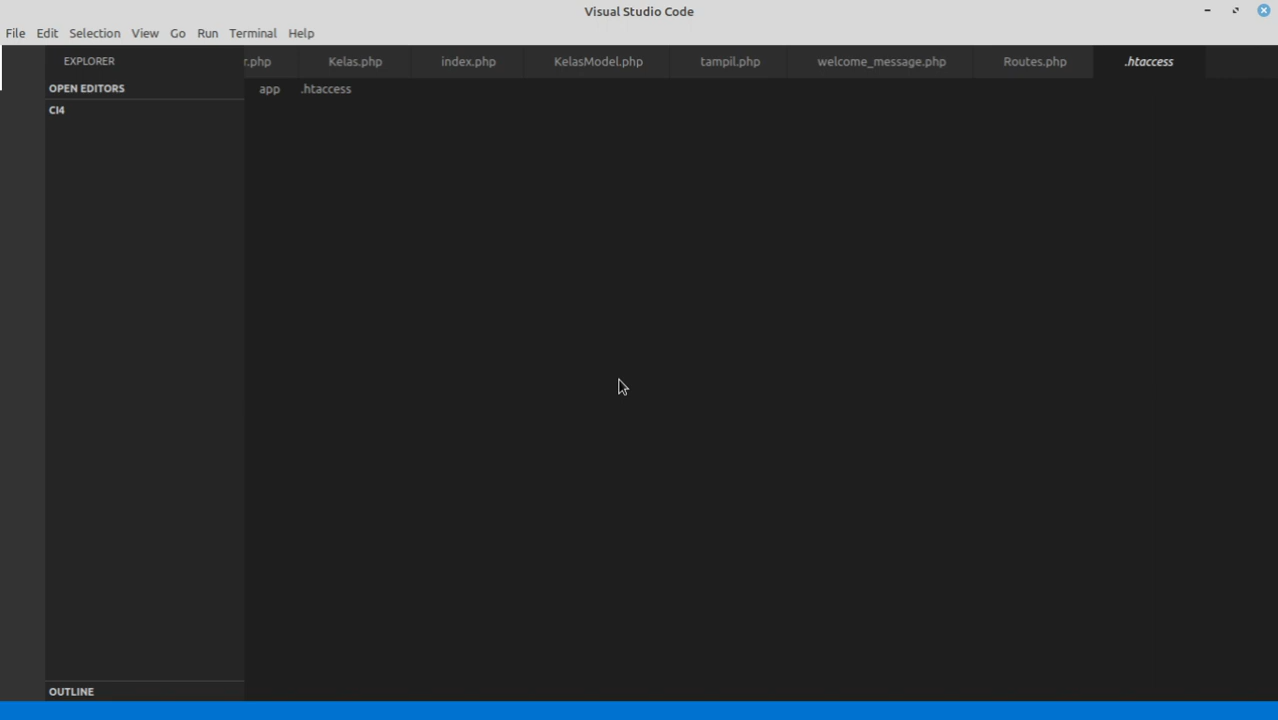 Visual Studio Code
File Edit Selection View Go Run Terminal Help
EXPLORER
r.php Kelas.php index.php KelasModel.php tampil.php welcome_message.php Routes.php .htaccess
OPEN EDITORS
app .htaccess
CI4
OUTLINE